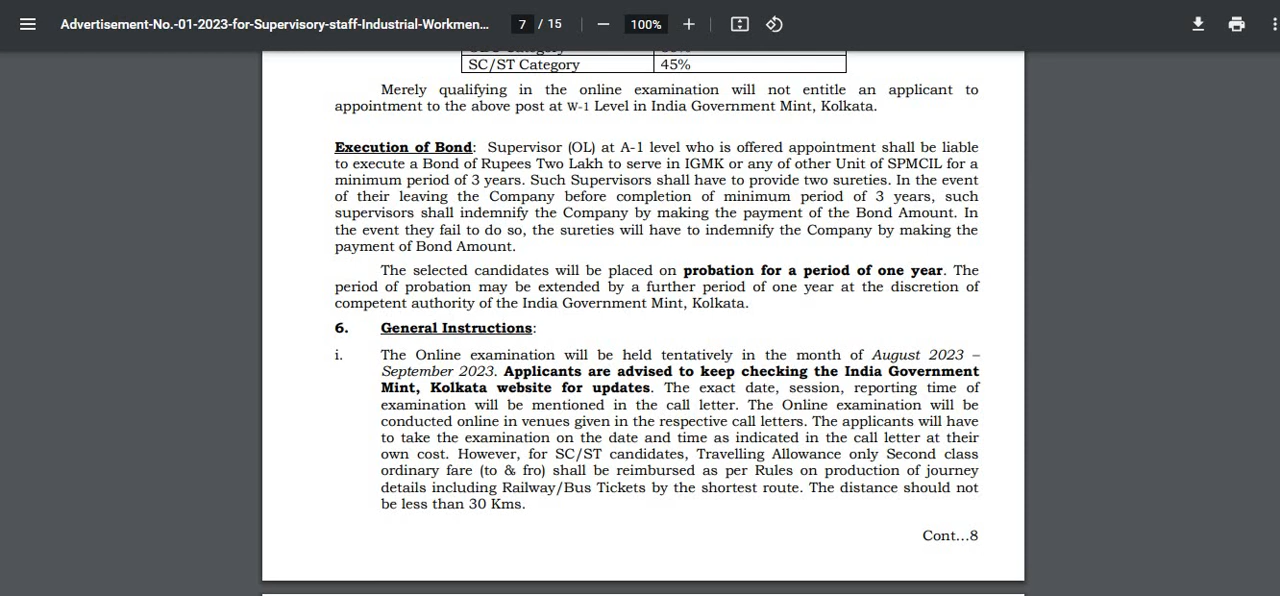 Advertisement-No.-01-2023-for-Supervisory-staff-Industrial-Workmen...
7 / 15
100%
SC/ST Category 45%
Merely qualifying in the online examination will not entitle an applicant to
appointment to the above post at W-1 Level in India Government Mint, Kolkata.
Execution of Bond: Supervisor (OL) at A-1 level who is offered appointment shall be liable
to execute a Bond of Rupees Two Lakh to serve in IGMK or any of other Unit of SPMCIL for a
minimum period of 3 years. Such Supervisors shall have to provide two sureties. In the event
of their leaving the Company before completion of minimum period of 3 years, such
supervisors shall indemnify the Company by making the payment of the Bond Amount. In
the event they fail to do so, the sureties will have to indemnify the Company by making the
payment of Bond Amount.
The selected candidates will be placed on probation for a period of one year. The
period of probation may be extended by a further period of one year at the discretion of
competent authority of the India Government Mint, Kolkata.
6. General Instructions:
i. The Online examination will be held tentatively in the month of August 2023 –
September 2023. Applicants are advised to keep checking the India Government
Mint, Kolkata website for updates. The exact date, session, reporting time of
examination will be mentioned in the call letter. The Online examination will be
conducted online in venues given in the respective call letters. The applicants will have
to take the examination on the date and time as indicated in the call letter at their
own cost. However, for SC/ST candidates, Travelling Allowance only Second class
ordinary fare (to & fro) shall be reimbursed as per Rules on production of journey
details including Railway/Bus Tickets by the shortest route. The distance should not
be less than 30 Kms.
Cont...8